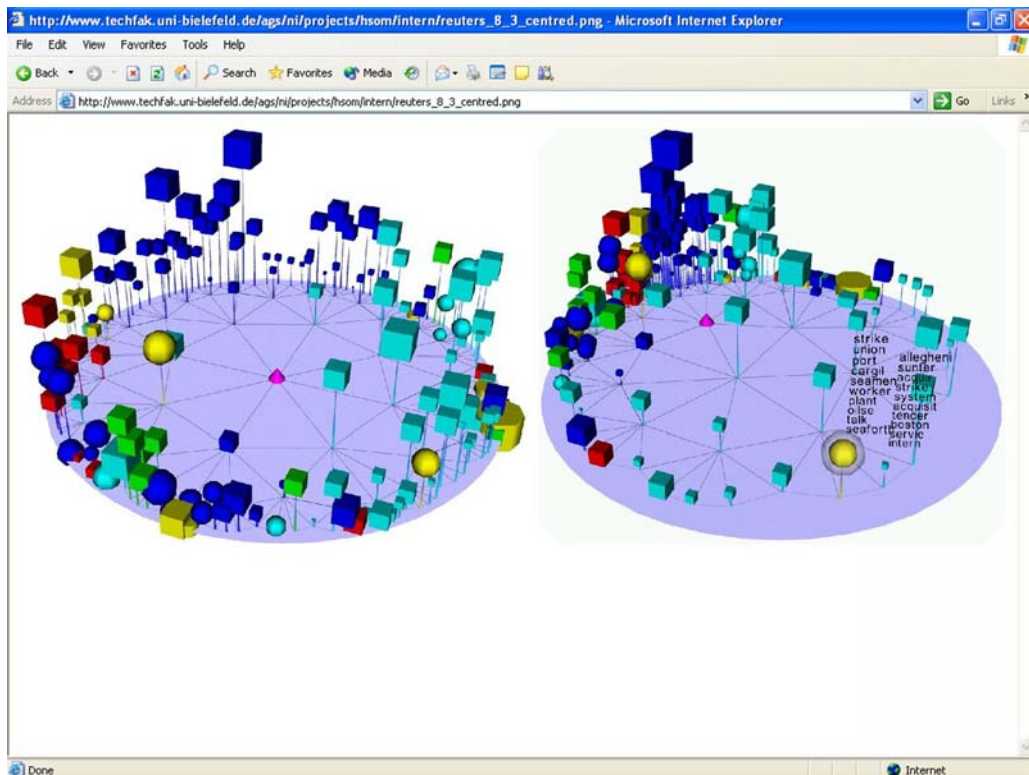 http://www.techfak.uni-bielefeld.de/ags/ni/projects/hsom/intern/reuters_8_3_centred.png - Microsoft Internet Explorer
File Edit View Favorites Tools Help
Back Search Favorites Media
Address http://www.techfak.uni-bielefeld.de/ags/ni/projects/hsom/intern/reuters_8_3_centred.png Go Links
strike
union
port
cargil
seamen
worker
plant
oilse
talk
seaforth
allegheni
sunter
acquir
strike
system
acquisit
tender
boston
servic
intern
Done Internet